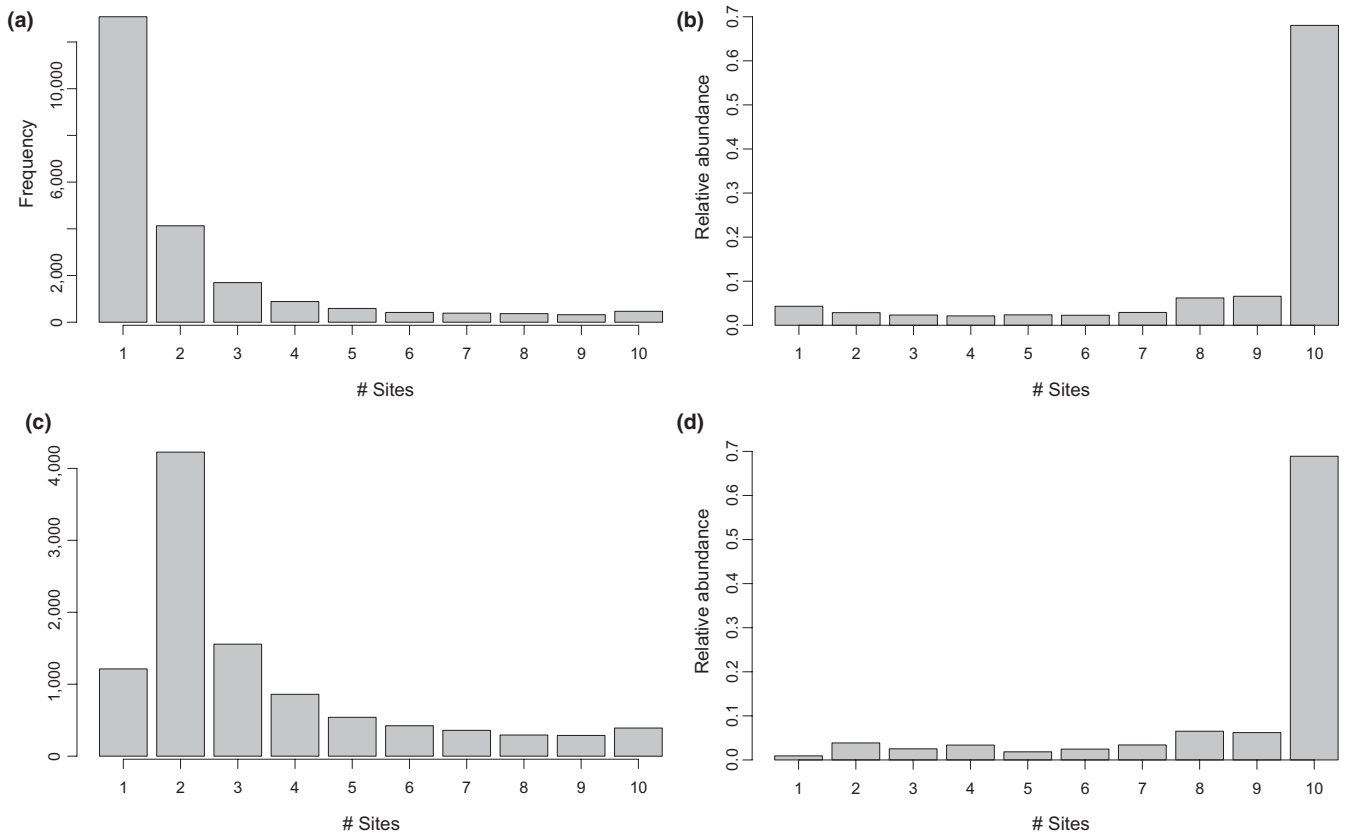 (a)
Frequency
0
2,000
6,000
10,000
1 2 3 4 5 6 7 8 9 10
# Sites
(b)
Relative abundance
0.0 0.1 0.2 0.3 0.4 0.5 0.6 0.7
1 2 3 4 5 6 7 8 9 10
# Sites
(c)
0 1,000 2,000 3,000 4,000
1 2 3 4 5 6 7 8 9 10
# Sites
(d)
Relative abundance
0.0 0.1 0.2 0.3 0.4 0.5 0.6 0.7
1 2 3 4 5 6 7 8 9 10
# Sites